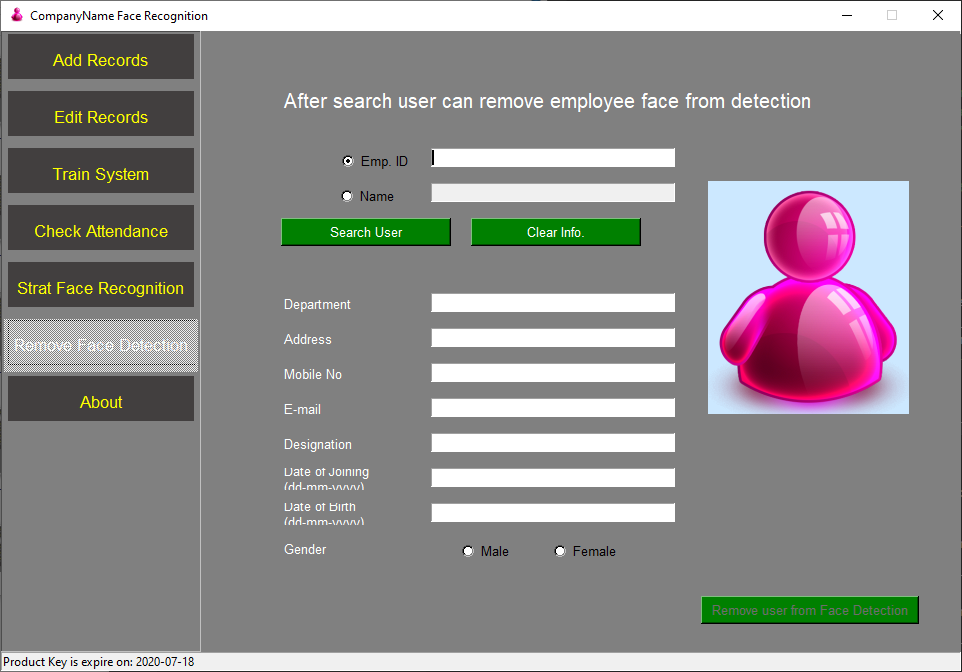 CompanyName Face Recognition
Add Records
Edit Records
Train System
Check Attendance
Strat Face Recognition
Remove Face Detection
About
After search user can remove employee face from detection
Emp. ID
Name
Search User
Clear Info.
Department
Address
Mobile No
E-mail
Designation
Date of Joining
(dd-mm-yyyy)
Date of Birth
(dd-mm-yyyy)
Gender
Male
Female
Remove user from Face Detection
Product Key is expire on: 2020-07-18